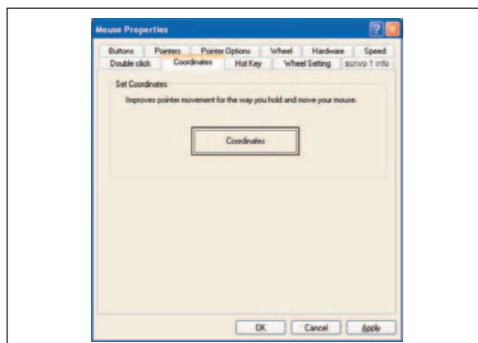 Mouse Properties
Buttons Pointers Pointer Options Wheel Hardware Speed
Double click Coordinates Hot Key Wheel Setting scrivo 1 info
Set Coordinates
Improves pointer movement for the way you hold and move your mouse.
Coordinates
OK Cancel Apply